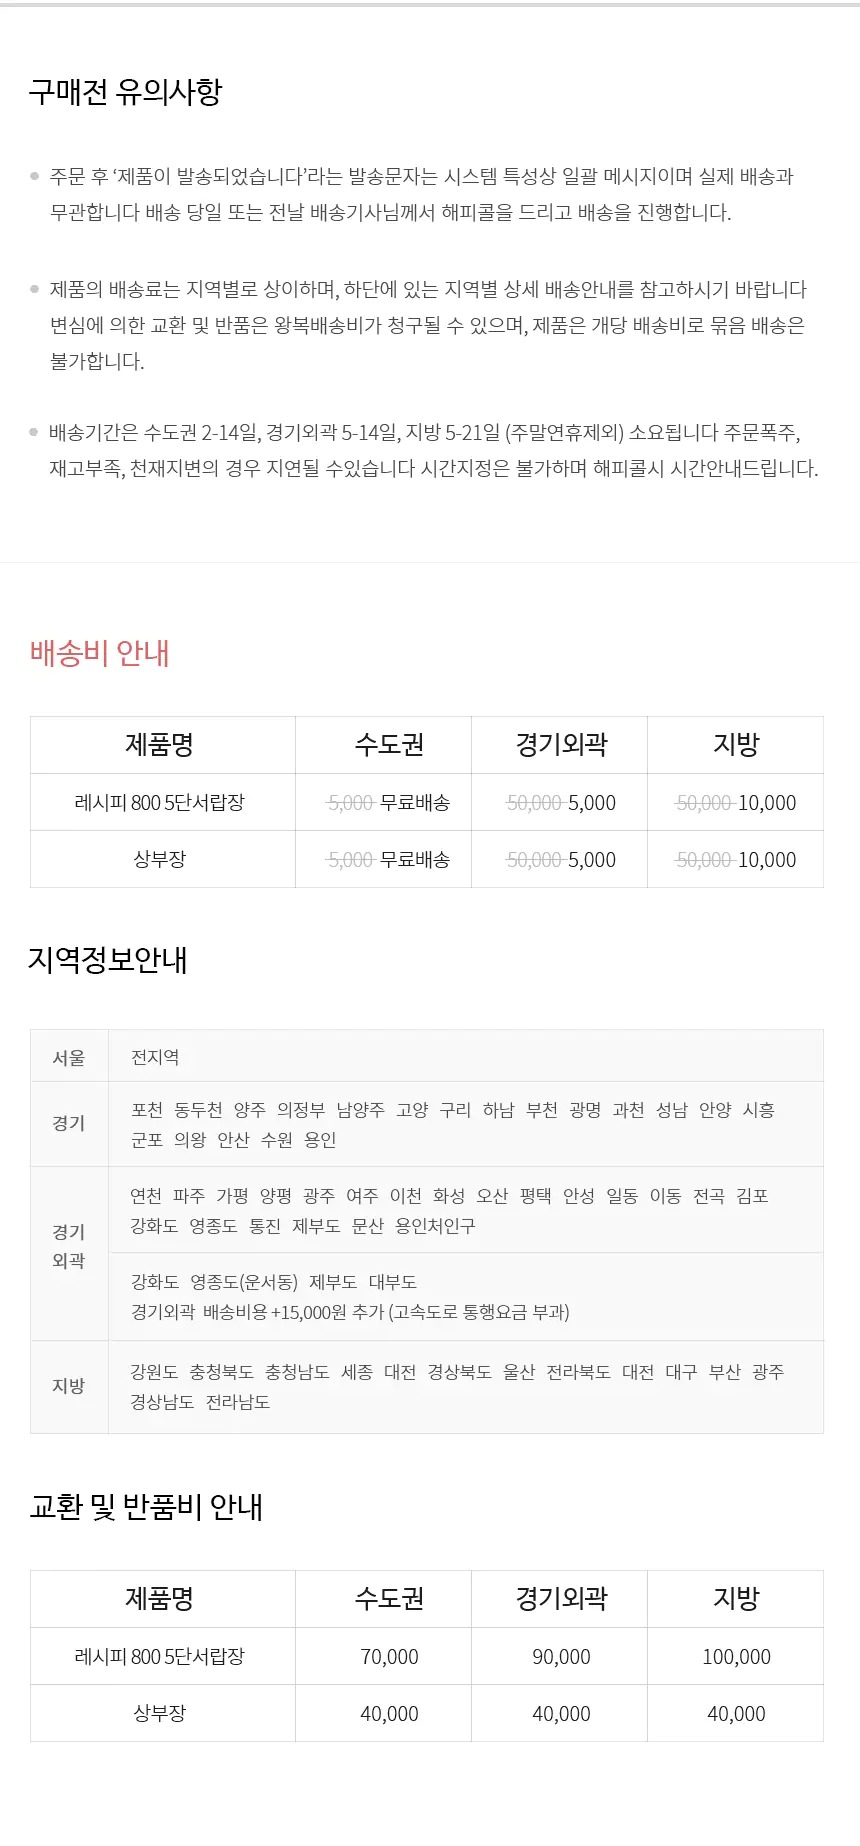 구매전 유의사항
주문 후 ‘제품이 발송되었습니다’라는 발송문자는 시스템 특성상 일괄 메시지이며 실제 배송과
무관합니다 배송 당일 또는 전날 배송기사님께서 해피콜을 드리고 배송을 진행합니다.
제품의 배송료는 지역별로 상이하며, 하단에 있는 지역별 상세 배송안내를 참고하시기 바랍니다
변심에 의한 교환 및 반품은 왕복배송비가 청구될 수 있으며, 제품은 개당 배송비로 묶음 배송은
불가합니다.
배송기간은 수도권 2-14일, 경기외곽 5-14일, 지방 5-21일 (주말연휴제외) 소요됩니다 주문폭주,
재고부족, 천재지변의 경우 지연될 수있습니다 시간지정은 불가하며 해피콜시 시간안내드립니다.
배송비 안내
제품명 수도권 경기외곽 지방
레시피 800 5단서랍장 5,000 무료배송 50,000 5,000 50,000 10,000
상부장 5,000 무료배송 50,000 5,000 50,000 10,000
지역정보안내
서울 전지역
경기 포천 동두천 양주 의정부 남양주 고양 구리 하남 부천 광명 과천 성남 안양 시흥
군포 의왕 안산 수원 용인
경기 외곽 연천 파주 가평 양평 광주 여주 이천 화성 오산 평택 안성 일동 이동 전곡 김포
강화도 영종도 통진 제부도 문산 용인처인구
강화도 영종도(운서동) 제부도 대부도
경기외곽 배송비용 +15,000원 추가 (고속도로 통행요금 부과)
지방 강원도 충청북도 충청남도 세종 대전 경상북도 울산 전라북도 대전 대구 부산 광주
경상남도 전라남도
교환 및 반품비 안내
제품명 수도권 경기외곽 지방
레시피 800 5단서랍장 70,000 90,000 100,000
상부장 40,000 40,000 40,000